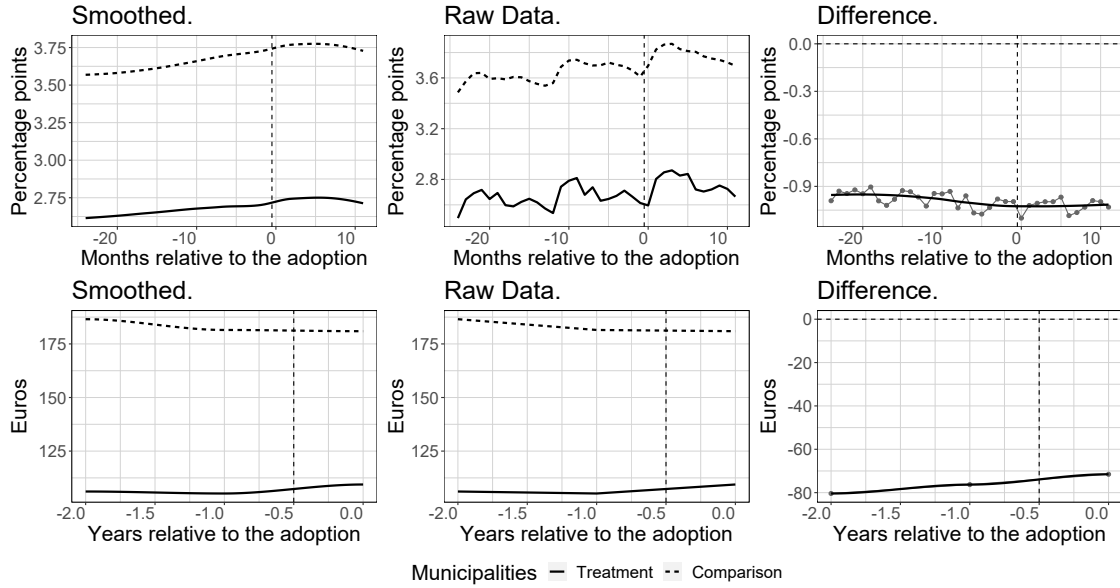 Smoothed.
Raw Data.
Difference.
Percentage points
3.75
3.50
3.25
3.00
2.75
-20 -10 0 10
Months relative to the adoption
Percentage points
3.6
3.2
2.8
-20 -10 0 10
Months relative to the adoption
Percentage points
0.0
-0.3
-0.6
-0.9
-20 -10 0 10
Months relative to the adoption
Smoothed.
Raw Data.
Difference.
Euros
175
150
125
-2.0 -1.5 -1.0 -0.5 0.0
Years relative to the adoption
Euros
175
150
125
-2.0 -1.5 -1.0 -0.5 0.0
Years relative to the adoption
Euros
0
-20
-40
-60
-80
-2.0 -1.5 -1.0 -0.5 0.0
Years relative to the adoption
Municipalities Treatment Comparison